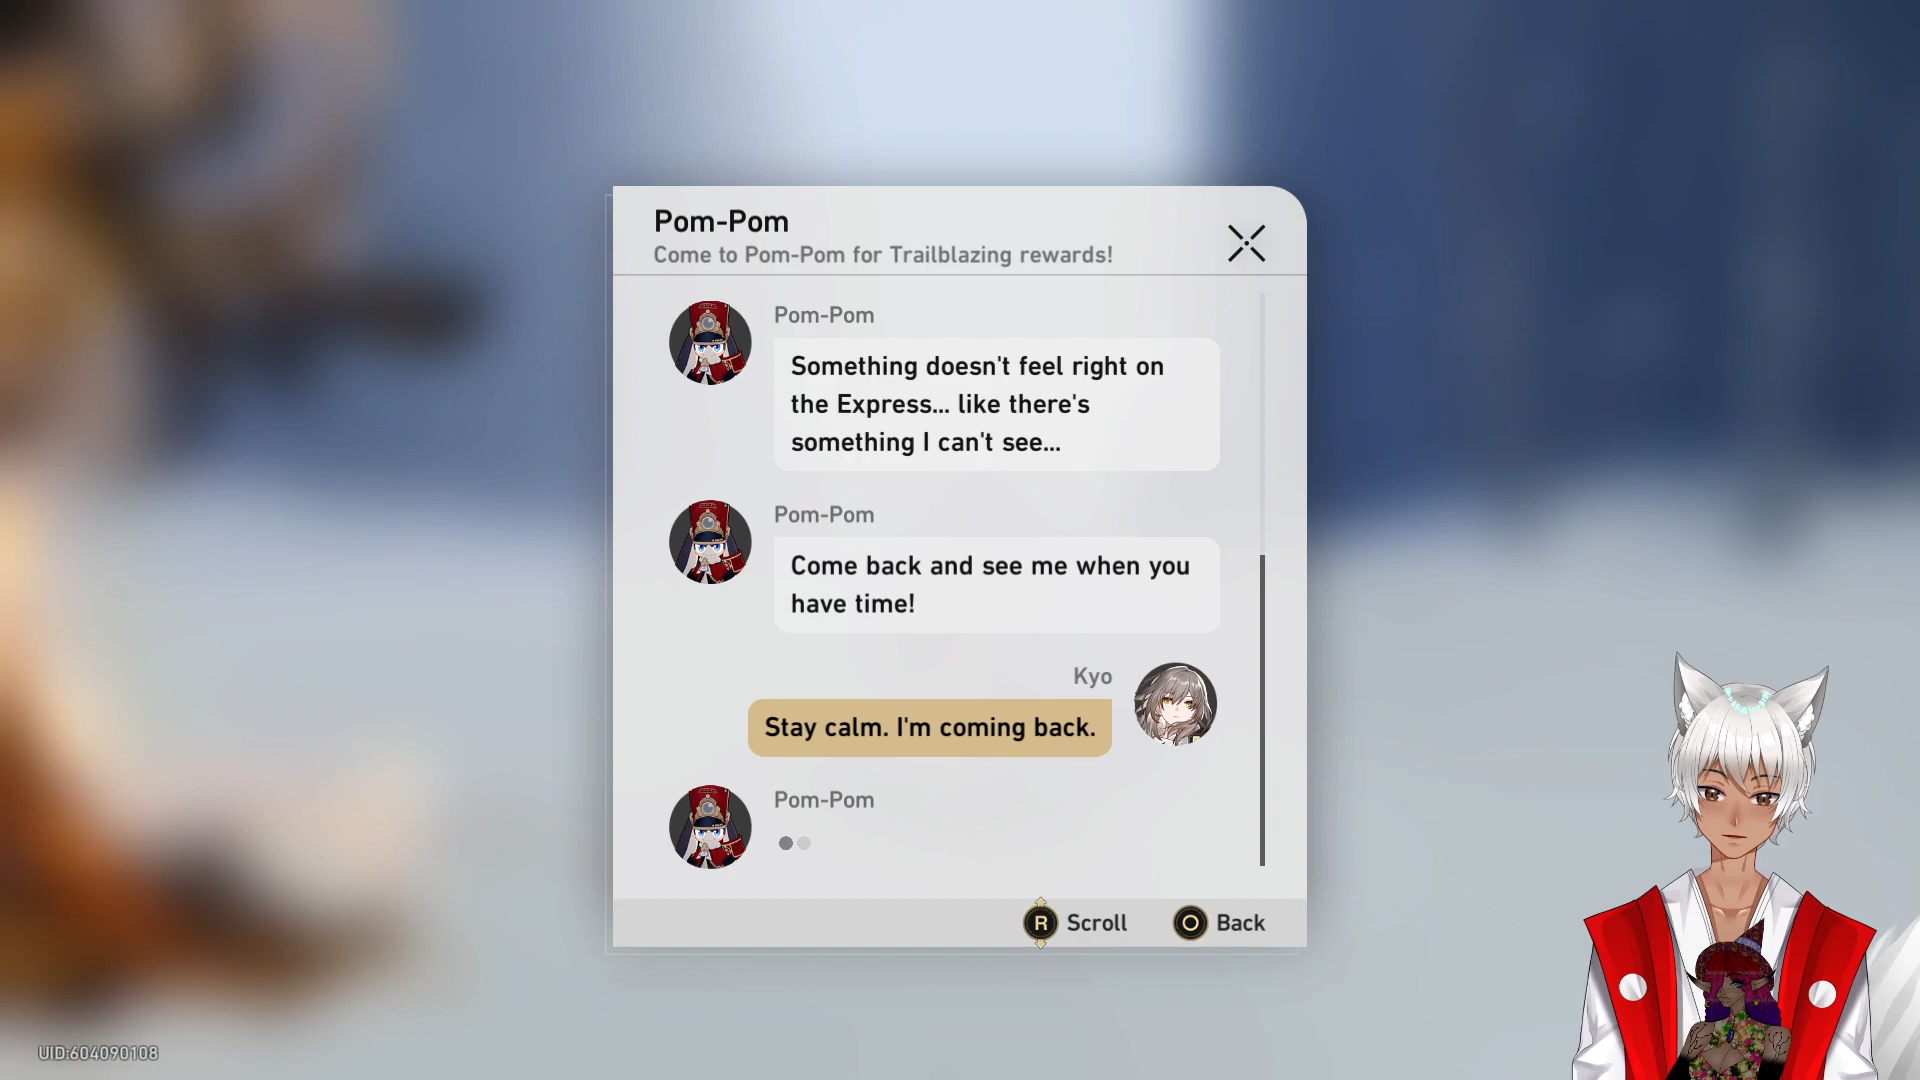 Pom-Pom
Come to Pom-Pom for Trailblazing rewards!
Pom-Pom
Something doesn't feel right on
the Express... like there's
something I can't see...
Pom-Pom
Come back and see me when you
have time!
Kyo
Stay calm. I'm coming back.
Pom-Pom
R Scroll
Back
UID:604090108